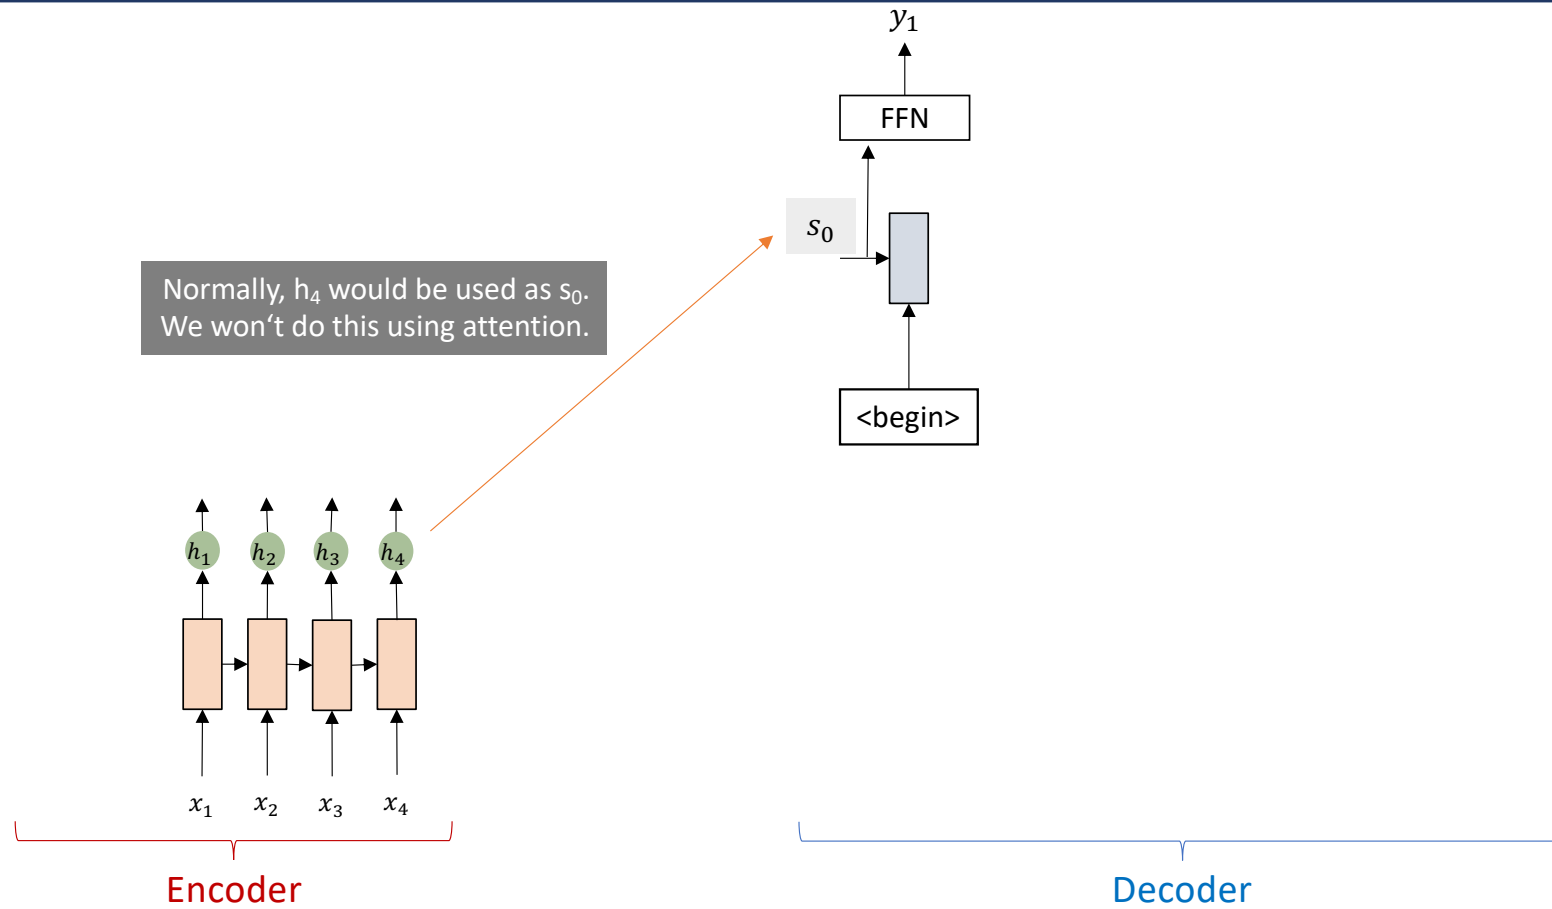 y₁
FFN
s₀
Normally, h₄ would be used as s₀.
We won‘t do this using attention.
<begin>
h₁ h₂ h₃ h₄
x₁ x₂ x₃ x₄
Encoder
Decoder